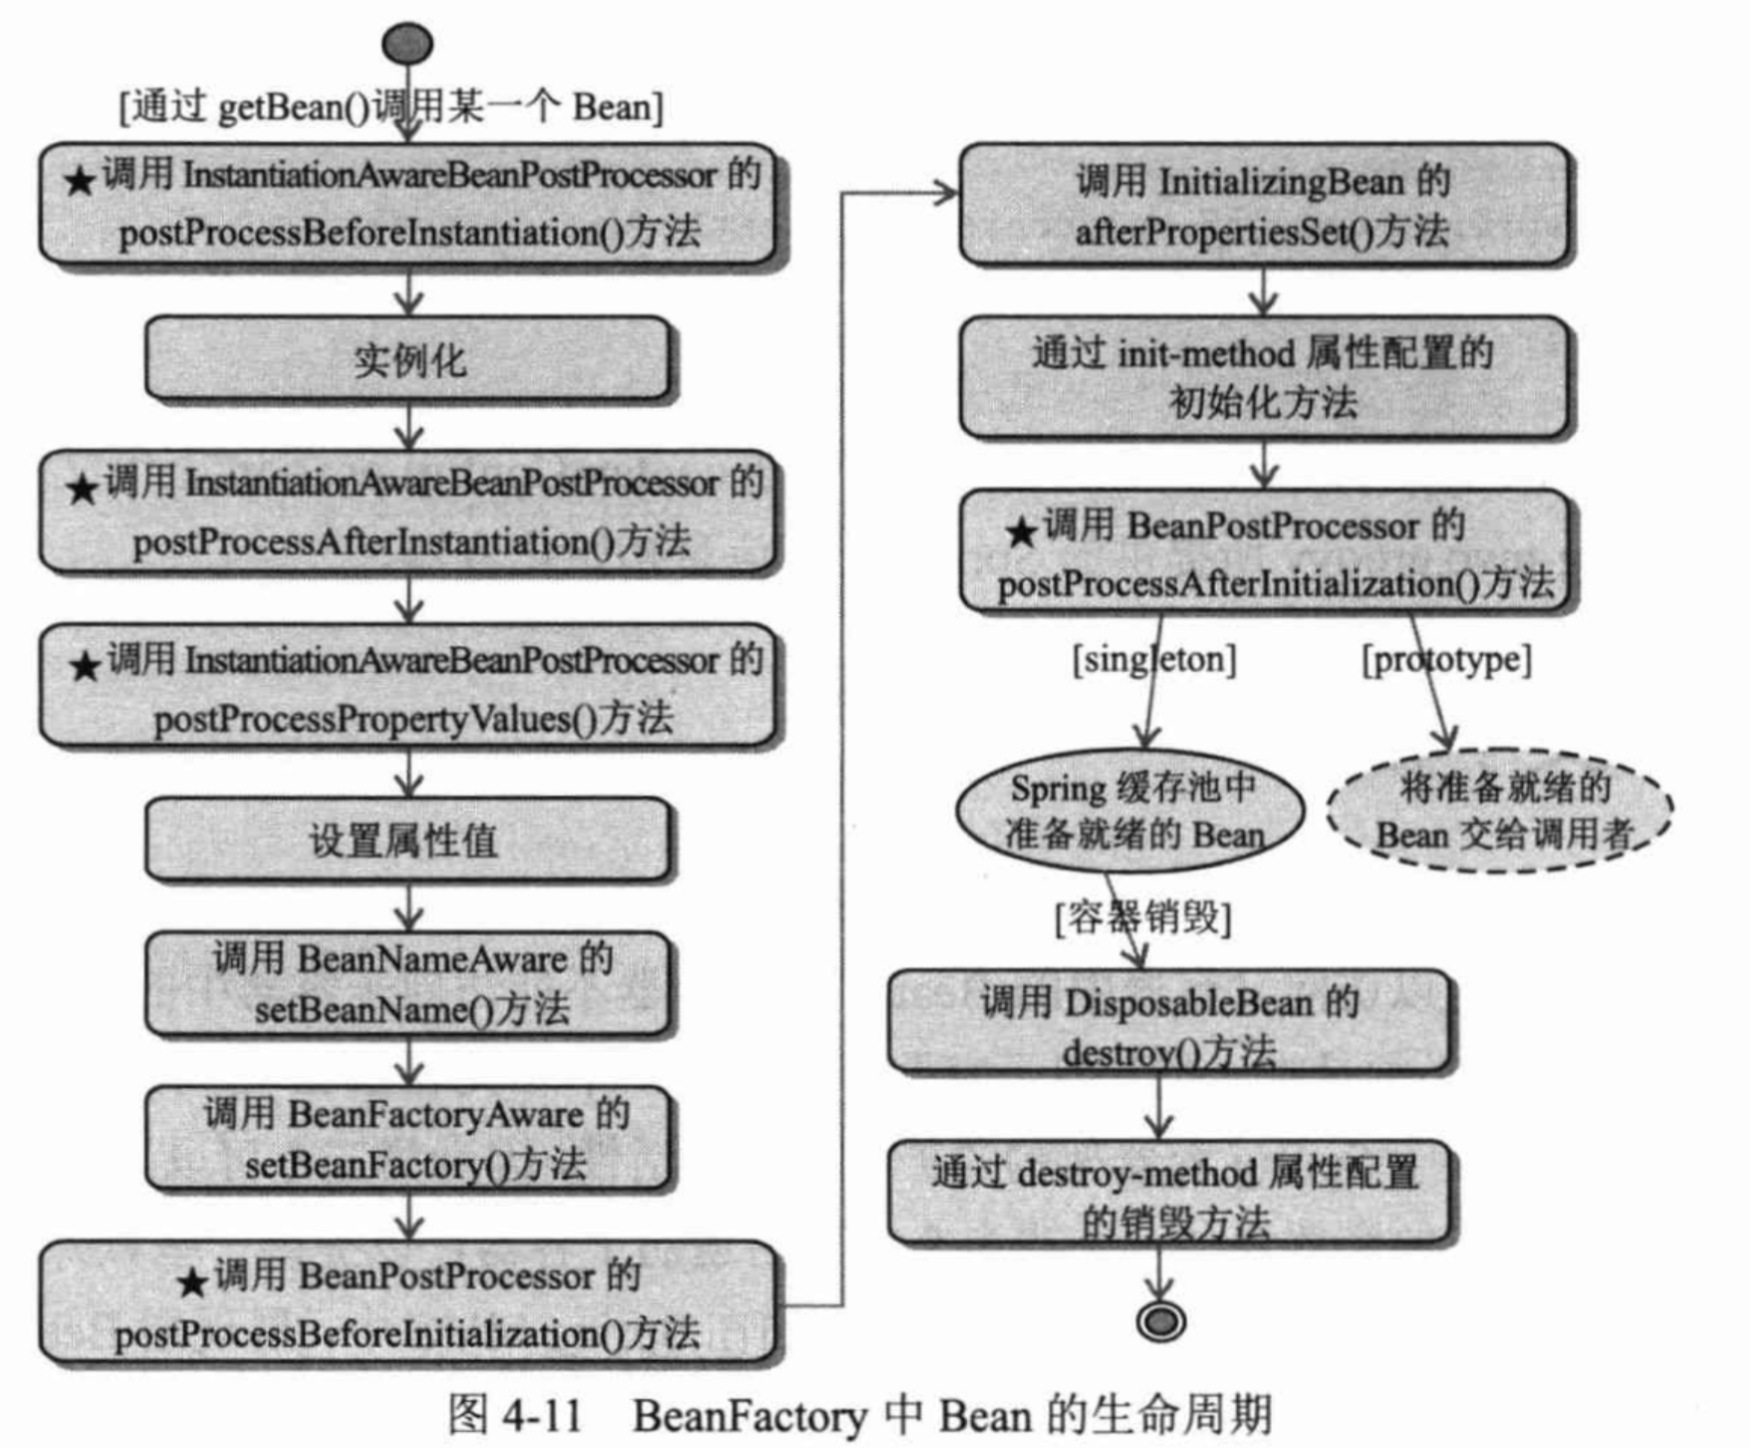 [通过 getBean()调用某一个 Bean]
★调用 InstantiationAwareBeanPostProcessor 的
postProcessBeforeInstantiation()方法
实例化
★调用 InstantiationAwareBeanPostProcessor 的
postProcessAfterInstantiation()方法
★调用 InstantiationAwareBeanPostProcessor 的
postProcessPropertyValues()方法
设置属性值
调用 BeanNameAware 的
setBeanName()方法
调用 BeanFactoryAware 的
setBeanFactory()方法
★调用 BeanPostProcessor 的
postProcessBeforeInitialization()方法
调用 InitializingBean 的
afterPropertiesSet()方法
通过 init-method 属性配置的
初始化方法
★调用 BeanPostProcessor 的
postProcessAfterInitialization()方法
[singleton]
[prototype]
Spring 缓存池中
准备就绪的 Bean
将准备就绪的
Bean 交给调用者
[容器销毁]
调用 DisposableBean 的
destroy()方法
通过 destroy-method 属性配置
的销毁方法
图 4-11 BeanFactory 中 Bean 的生命周期